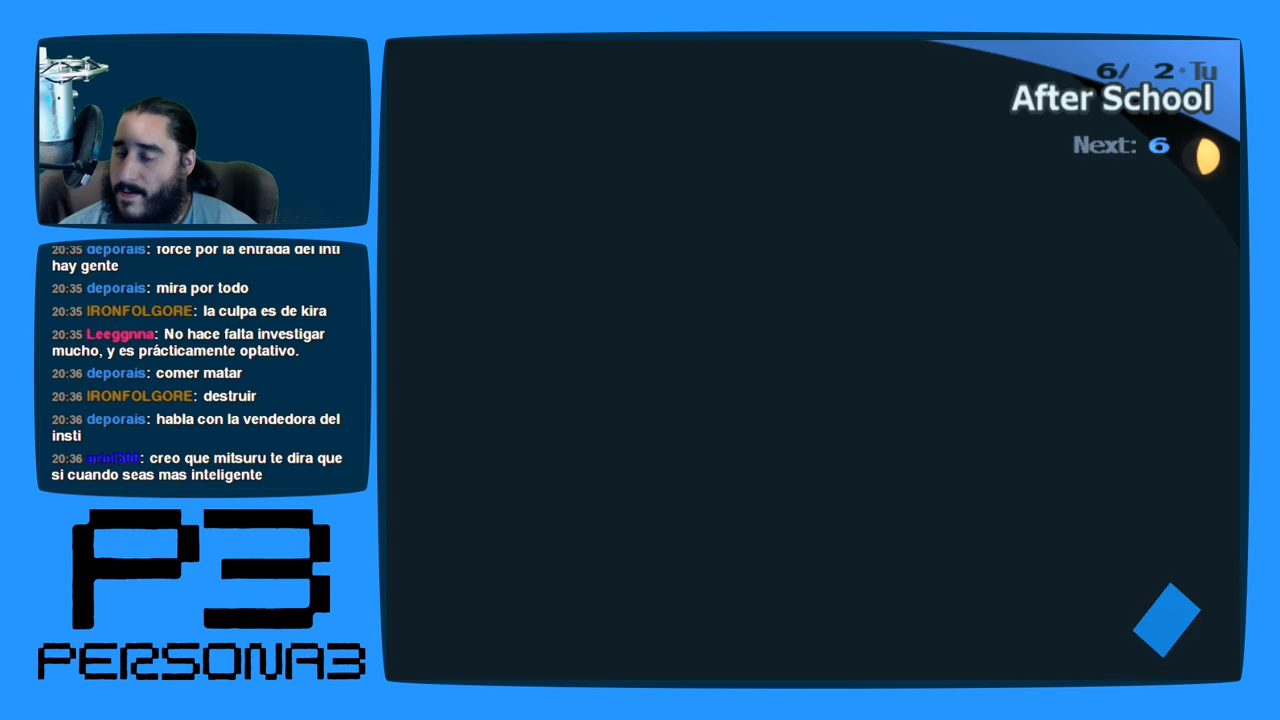 6/ 2・Tu
After School
Next: 6
20:35 deporais: force por la entrada del inti
hay gente
20:35 deporais: mira por todo
20:35 IRONFOLGORE: la culpa es de kira
20:35 Leeggnna: No hace falta investigar
mucho, y es prácticamente optativo.
20:36 deporais: comer matar
20:36 IRONFOLGORE: destruir
20:36 deporais: habla con la vendedora del
insti
20:36 : creo que mitsuru te dira que
si cuando seas mas inteligente
P3
PERSONA3